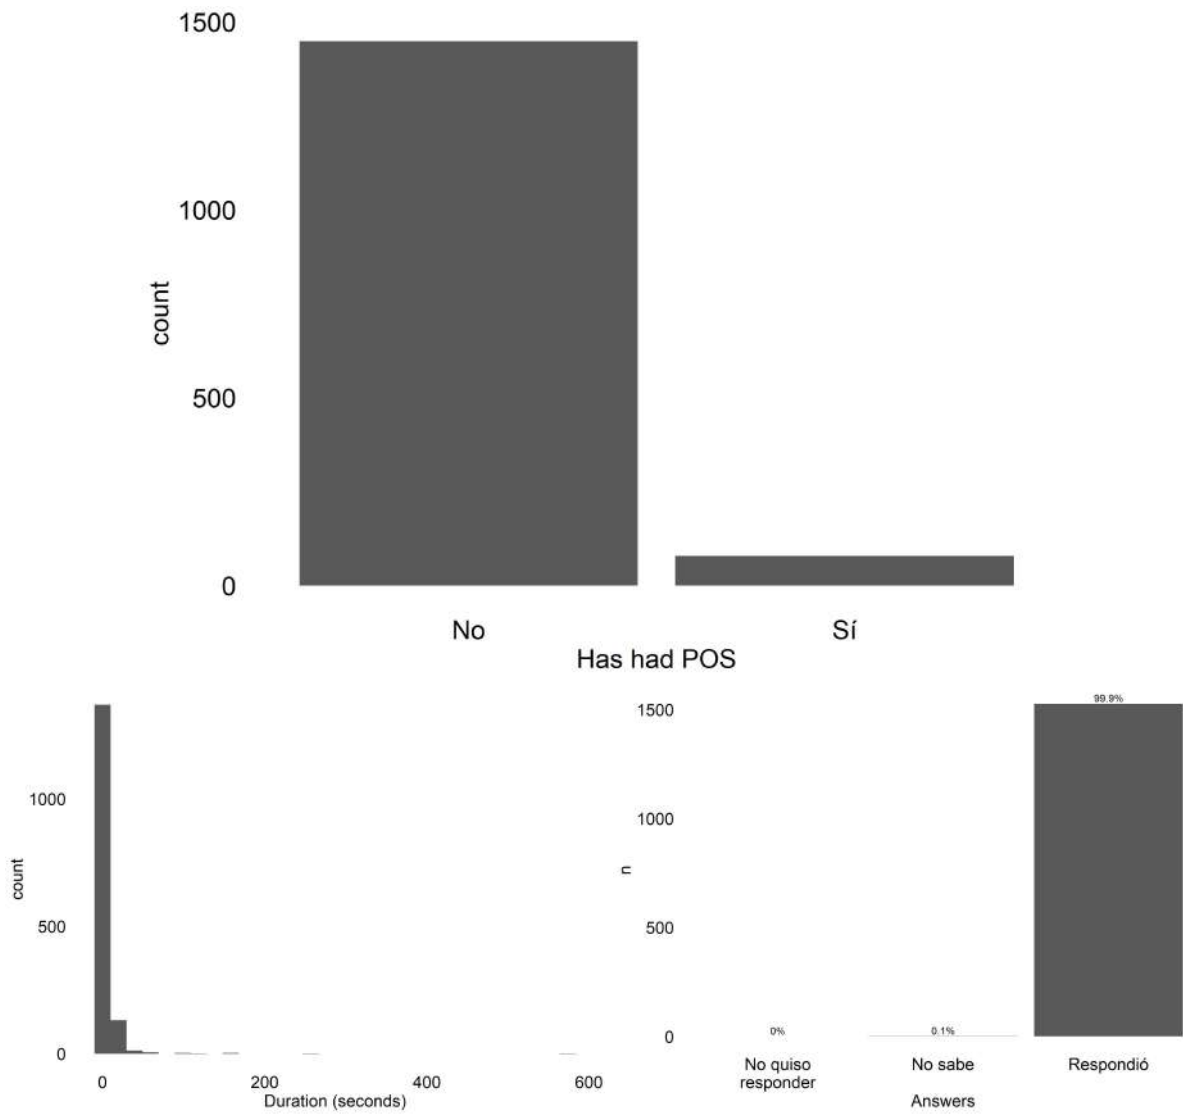 1500
1000
500
0
count
No Sí
Has had POS
1000
500
0
count
0 200 400 600
Duration (seconds)
99.9%
1500
1000
500
0
n
0% 0.1%
No quiso
responder
No sabe
Respondió
Answers